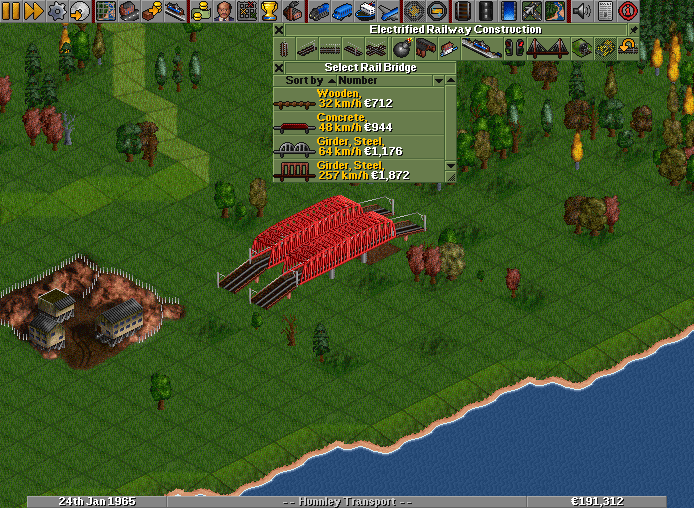 Electrified Railway Construction
Select Rail Bridge
Sort by Number
Wooden,
32 km/h €712
Concrete,
48 km/h €944
Girder, Steel,
64 km/h €1,176
Girder, Steel,
257 km/h €1,872
24th Jan 1965
-- Hunnley Transport --
€191,312